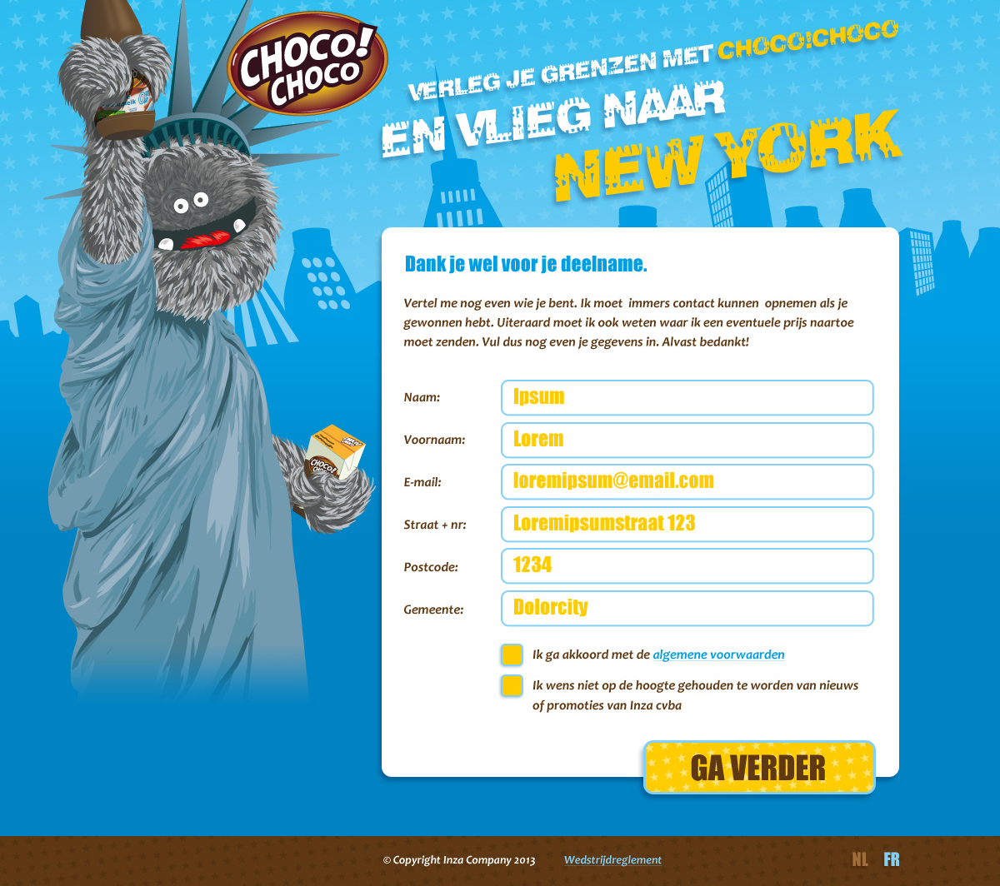 CHOCO!
CHOCO
VERLEG JE GRENZEN MET CHOCO!CHOCO
EN VLIEG NAAR
NEW YORK
Dank je wel voor je deelname.
Vertel me nog even wie je bent. Ik moet  immers contact kunnen  opnemen als je
gewonnen hebt. Uiteraard moet ik ook weten waar ik een eventuele prijs naartoe
moet zenden. Vul dus nog even je gegevens in. Alvast bedankt!
Naam: Ipsum
Voornaam: Lorem
E-mail: loremipsum@email.com
Straat + nr: Loremipsumstraat 123
Postcode: 1234
Gemeente: Dolorcity
Ik ga akkoord met de algemene voorwaarden
Ik wens niet op de hoogte gehouden te worden van nieuws
of promoties van Inza cvba
GA VERDER
CHOCO!
© Copyright Inza Company 2013 Wedstrijdreglement NL FR